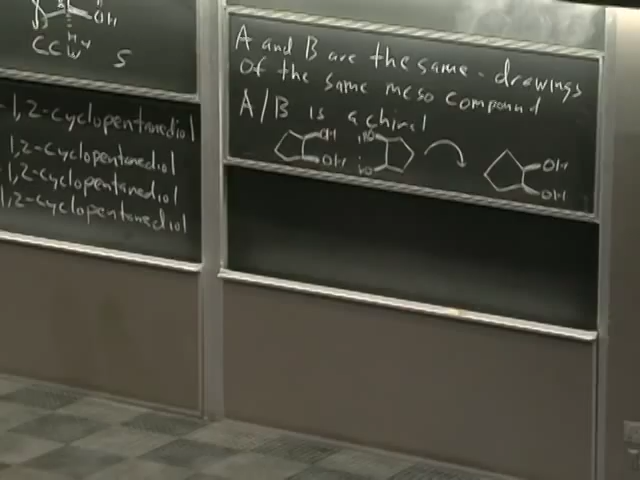 OH
CCW S
-1,2-cyclopentanediol
1,2-cyclopentanediol
1,2-cyclopentanediol
1,2-cyclopentanediol
A and B are the same - drawings
of the same meso compound
A/B is achiral
OH HO OH
OH HO OH